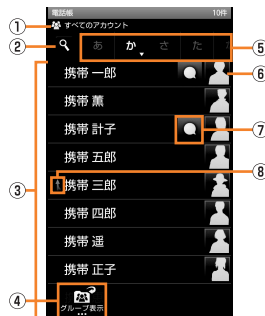 電話帳 10件
① すべてのアカウント
② あ か さ た ⑤
携帯 一郎 ⑥
携帯 薫
携帯 計子 ⑦
携帯 五郎
⑧
③ 携帯 三郎
携帯 四郎
携帯 遥
携帯 正子
④ グループ表示